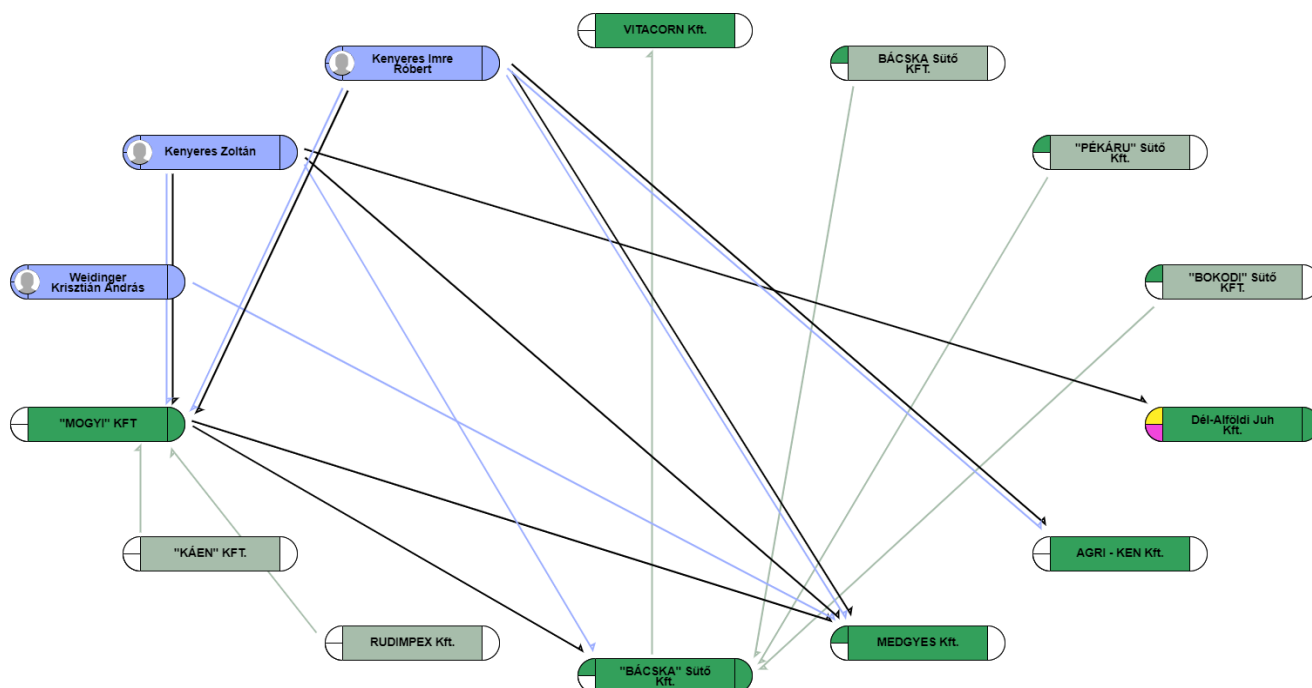 VITACORN Kft.
Kenyeres Imre
Róbert
BÁCSKA Sütő
KFT.
Kenyeres Zoltán
"PÉKÁRU" Sütő
Kft.
Weidinger
Krisztián András
"BOKODI" Sütő
KFT.
"MOGYI" KFT
Dél-Alföldi Juh
Kft.
"KÁEN" KFT.
AGRI - KEN Kft.
RUDIMPEX Kft.
MEDGYES Kft.
"BÁCSKA" Sütő
Kft.